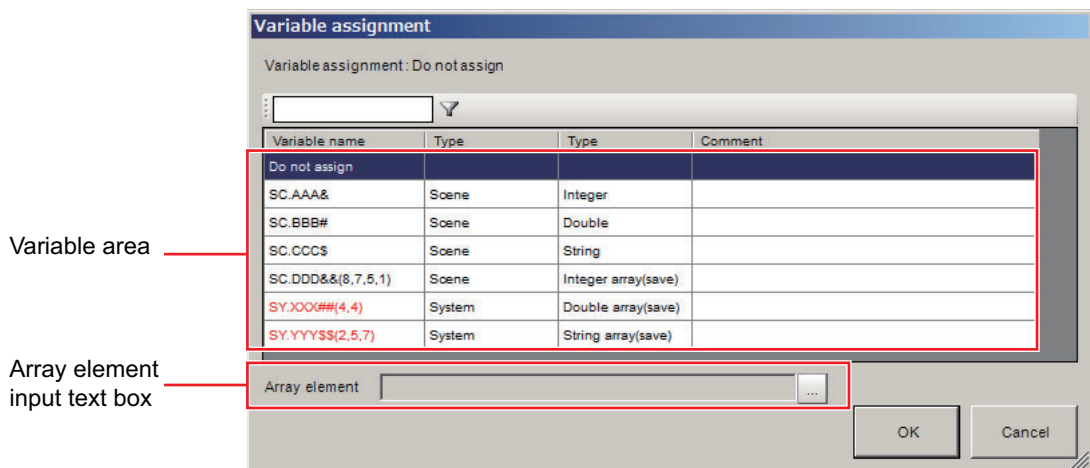 Variable assignment
Variable assignment : Do not assign
Variable name Type Type Comment
Do not assign
SC.AAA& Scene Integer
SC.BBB# Scene Double
SC.CCC$ Scene String
Variable area
SC.DDD&&(8,7,5,1) Scene Integer array(save)
SY.XXX##(4,4) System Double array(save)
SY.YYY$$(2,5,7) System String array(save)
Array element
input text box
Array element ...
OK Cancel